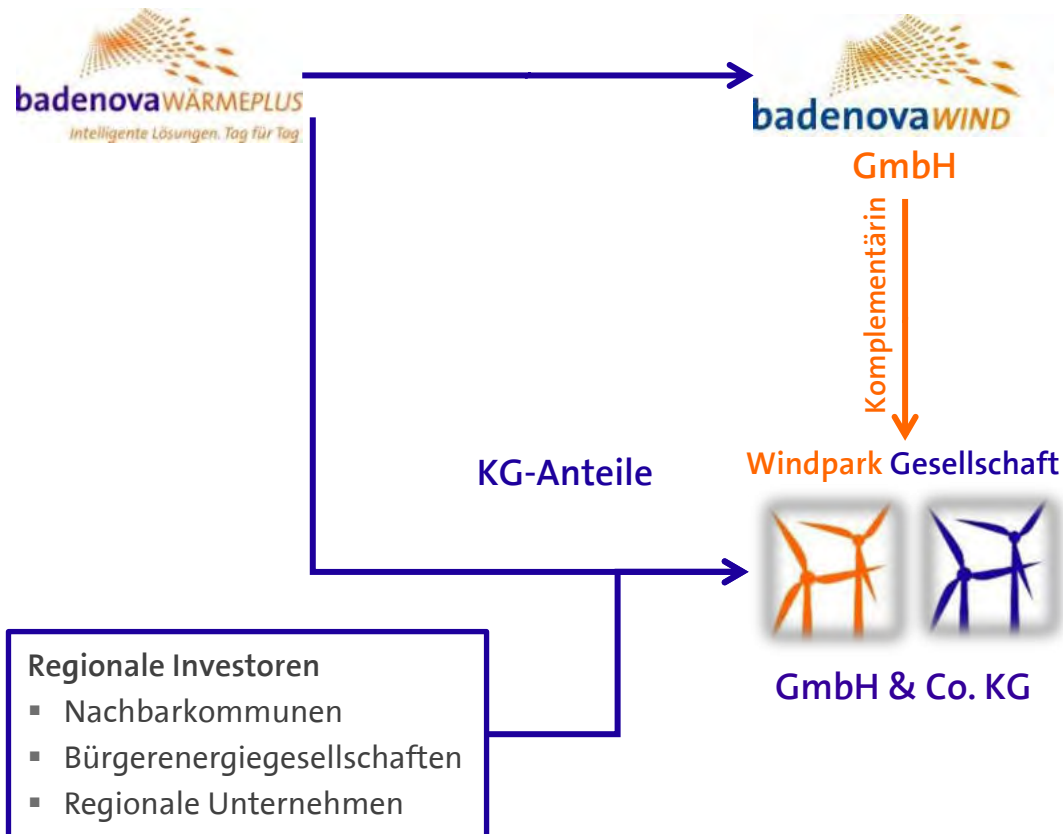 badenovaWÄRMEPLUS
Intelligente Lösungen. Tag für Tag
badenovaWIND
GmbH
Komplementärin
KG-Anteile
Windpark Gesellschaft
GmbH & Co. KG
Regionale Investoren
▪ Nachbarkommunen
▪ Bürgerenergiegesellschaften
▪ Regionale Unternehmen